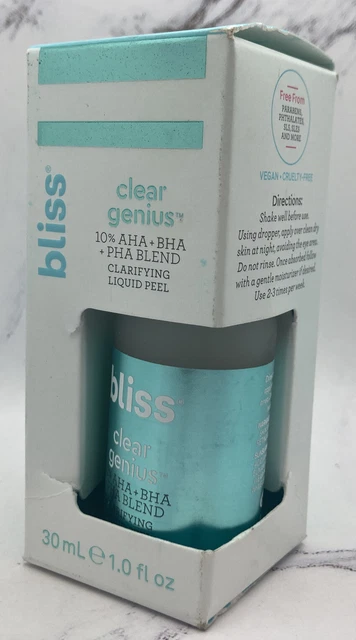 bliss®
clear
genius™
10% AHA + BHA
+ PHA BLEND
CLARIFYING
LIQUID PEEL
Free From
PARABENS,
PHTHALATES,
SLS, SLES
AND MORE
VEGAN • CRUELTY-FREE
Directions:
Shake well before use.
Using dropper, apply over clean dry
skin at night, avoiding the eye area.
Do not rinse. Once absorbed, follow
with a gentle moisturizer if desired.
Use 2-3 times per week.
bliss™
clear
genius™
AHA + BHA
BLEND
30 mL ℮ 1.0 fl oz